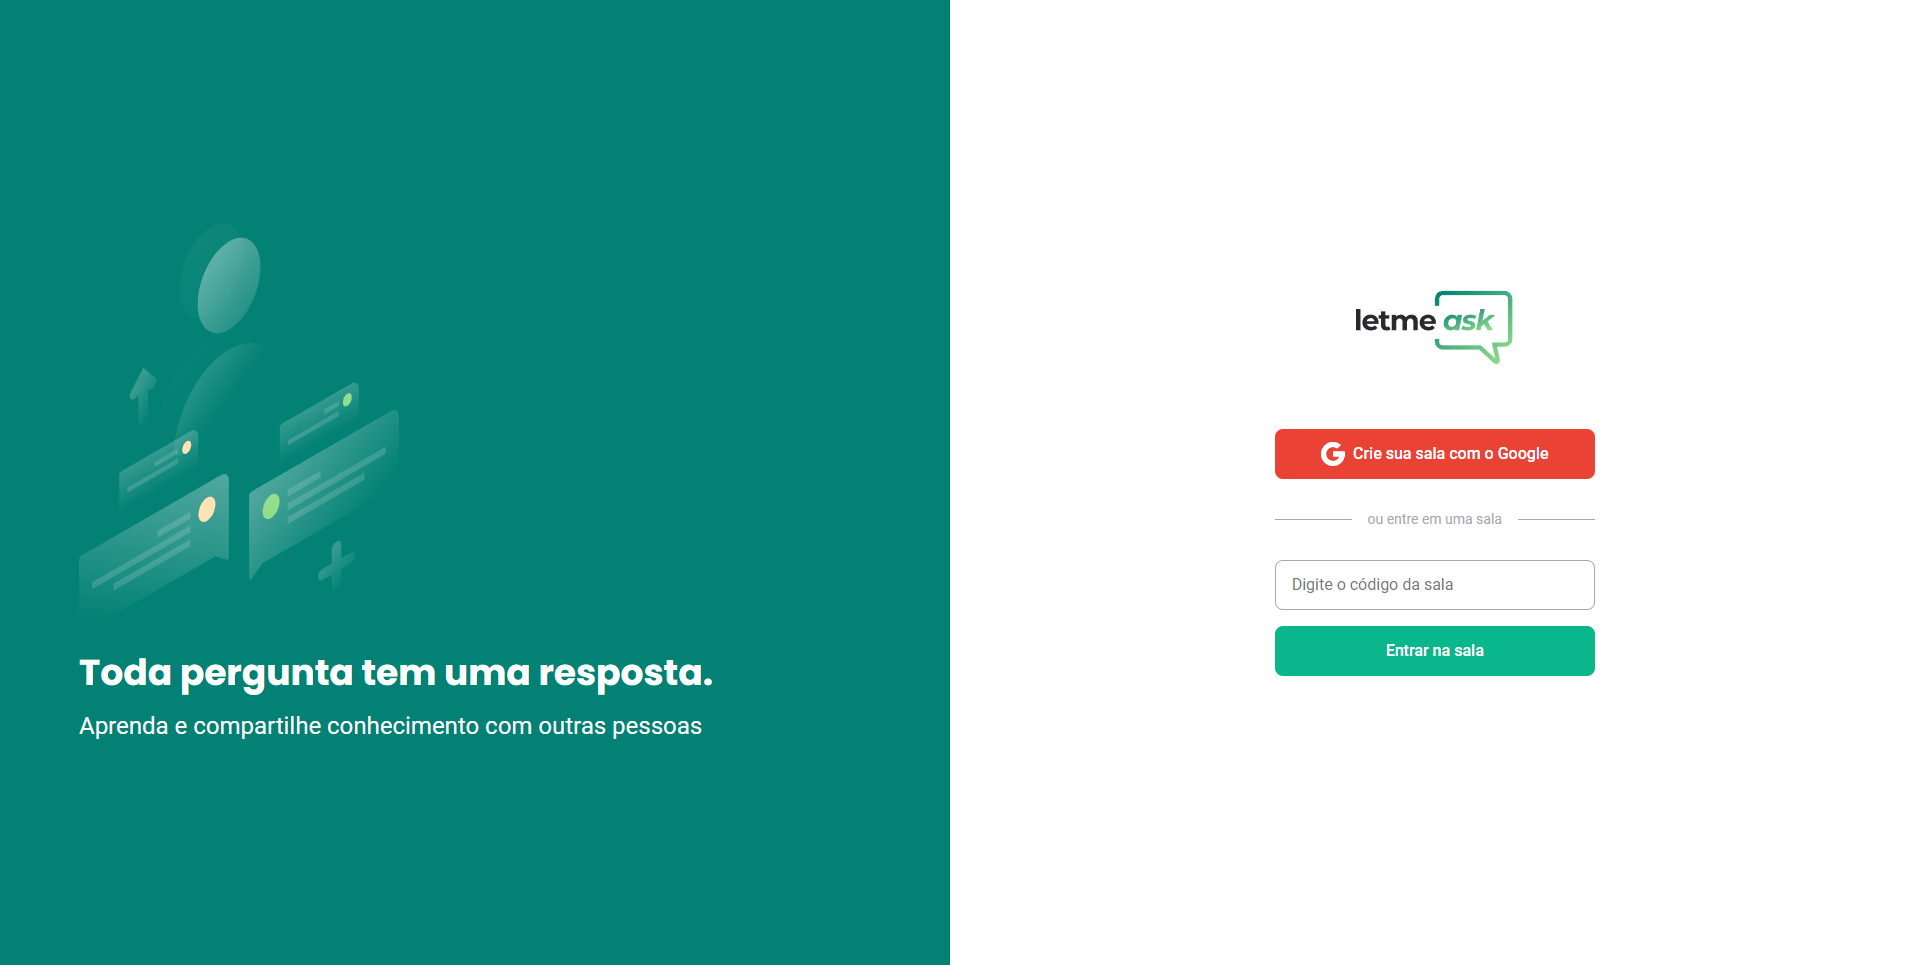 Toda pergunta tem uma resposta.
Aprenda e compartilhe conhecimento com outras pessoas
letme ask
Crie sua sala com o Google
ou entre em uma sala
Digite o código da sala
Entrar na sala